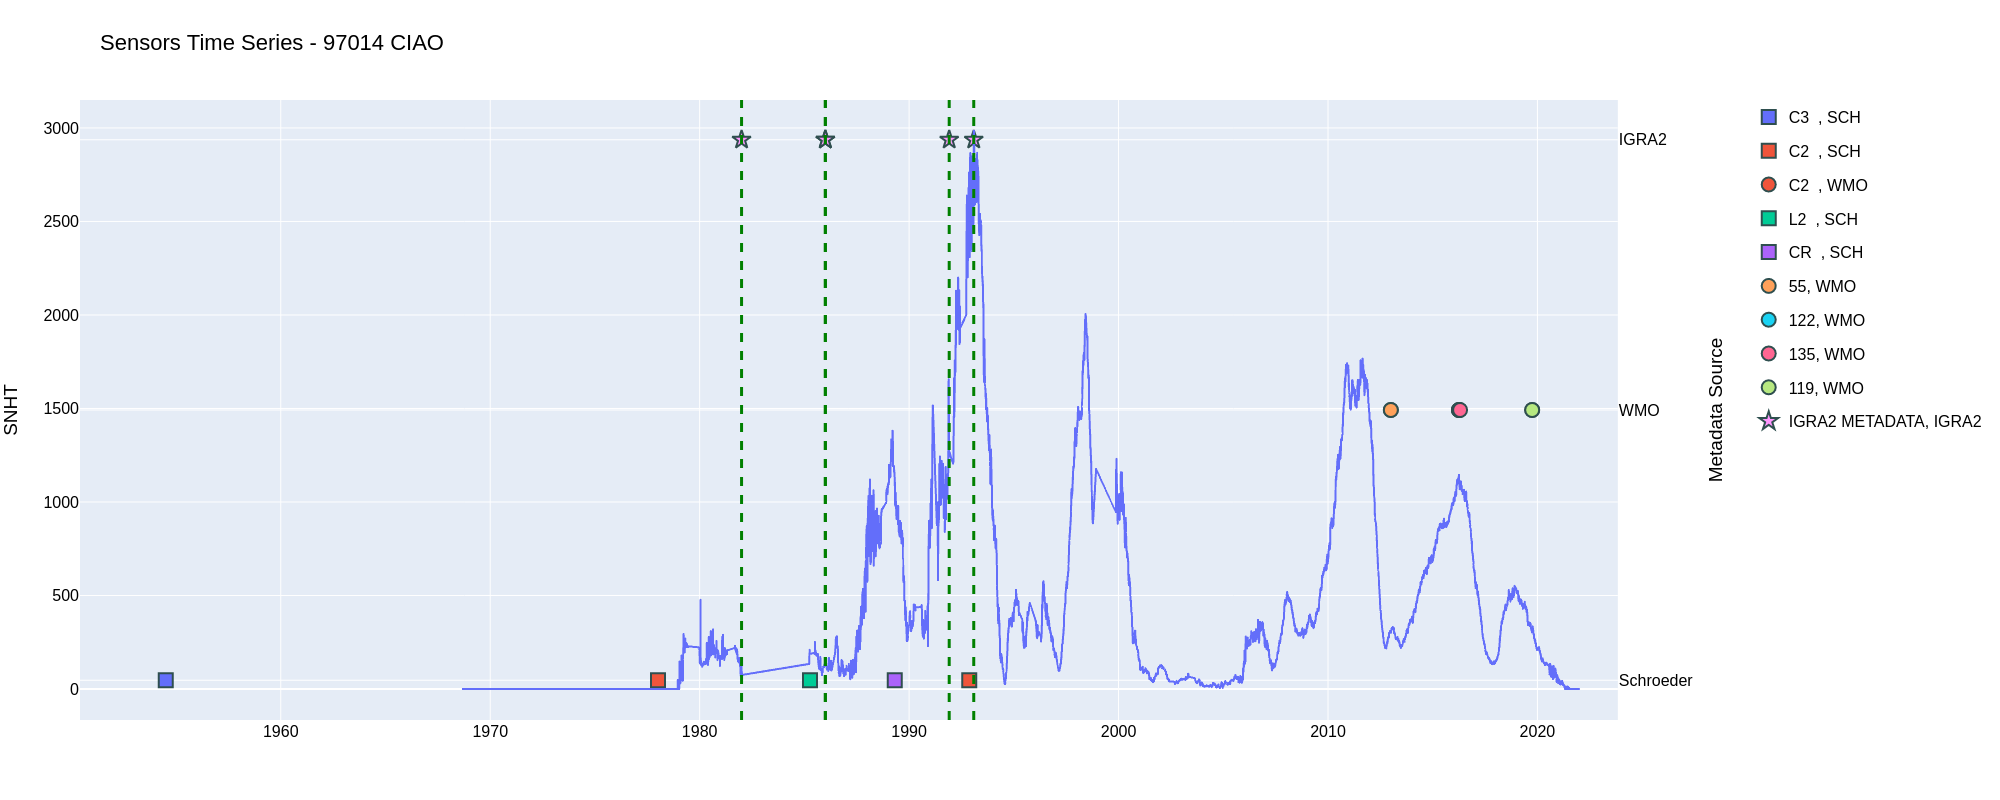 Sensors Time Series - 97014 CIAO
SNHT
3000
2500
2000
1500
1000
500
0
1960
1970
1980
1990
2000
2010
2020
IGRA2
WMO
Schroeder
Metadata Source
C3 , SCH
C2 , SCH
C2 , WMO
L2 , SCH
CR , SCH
55, WMO
122, WMO
135, WMO
119, WMO
IGRA2 METADATA, IGRA2